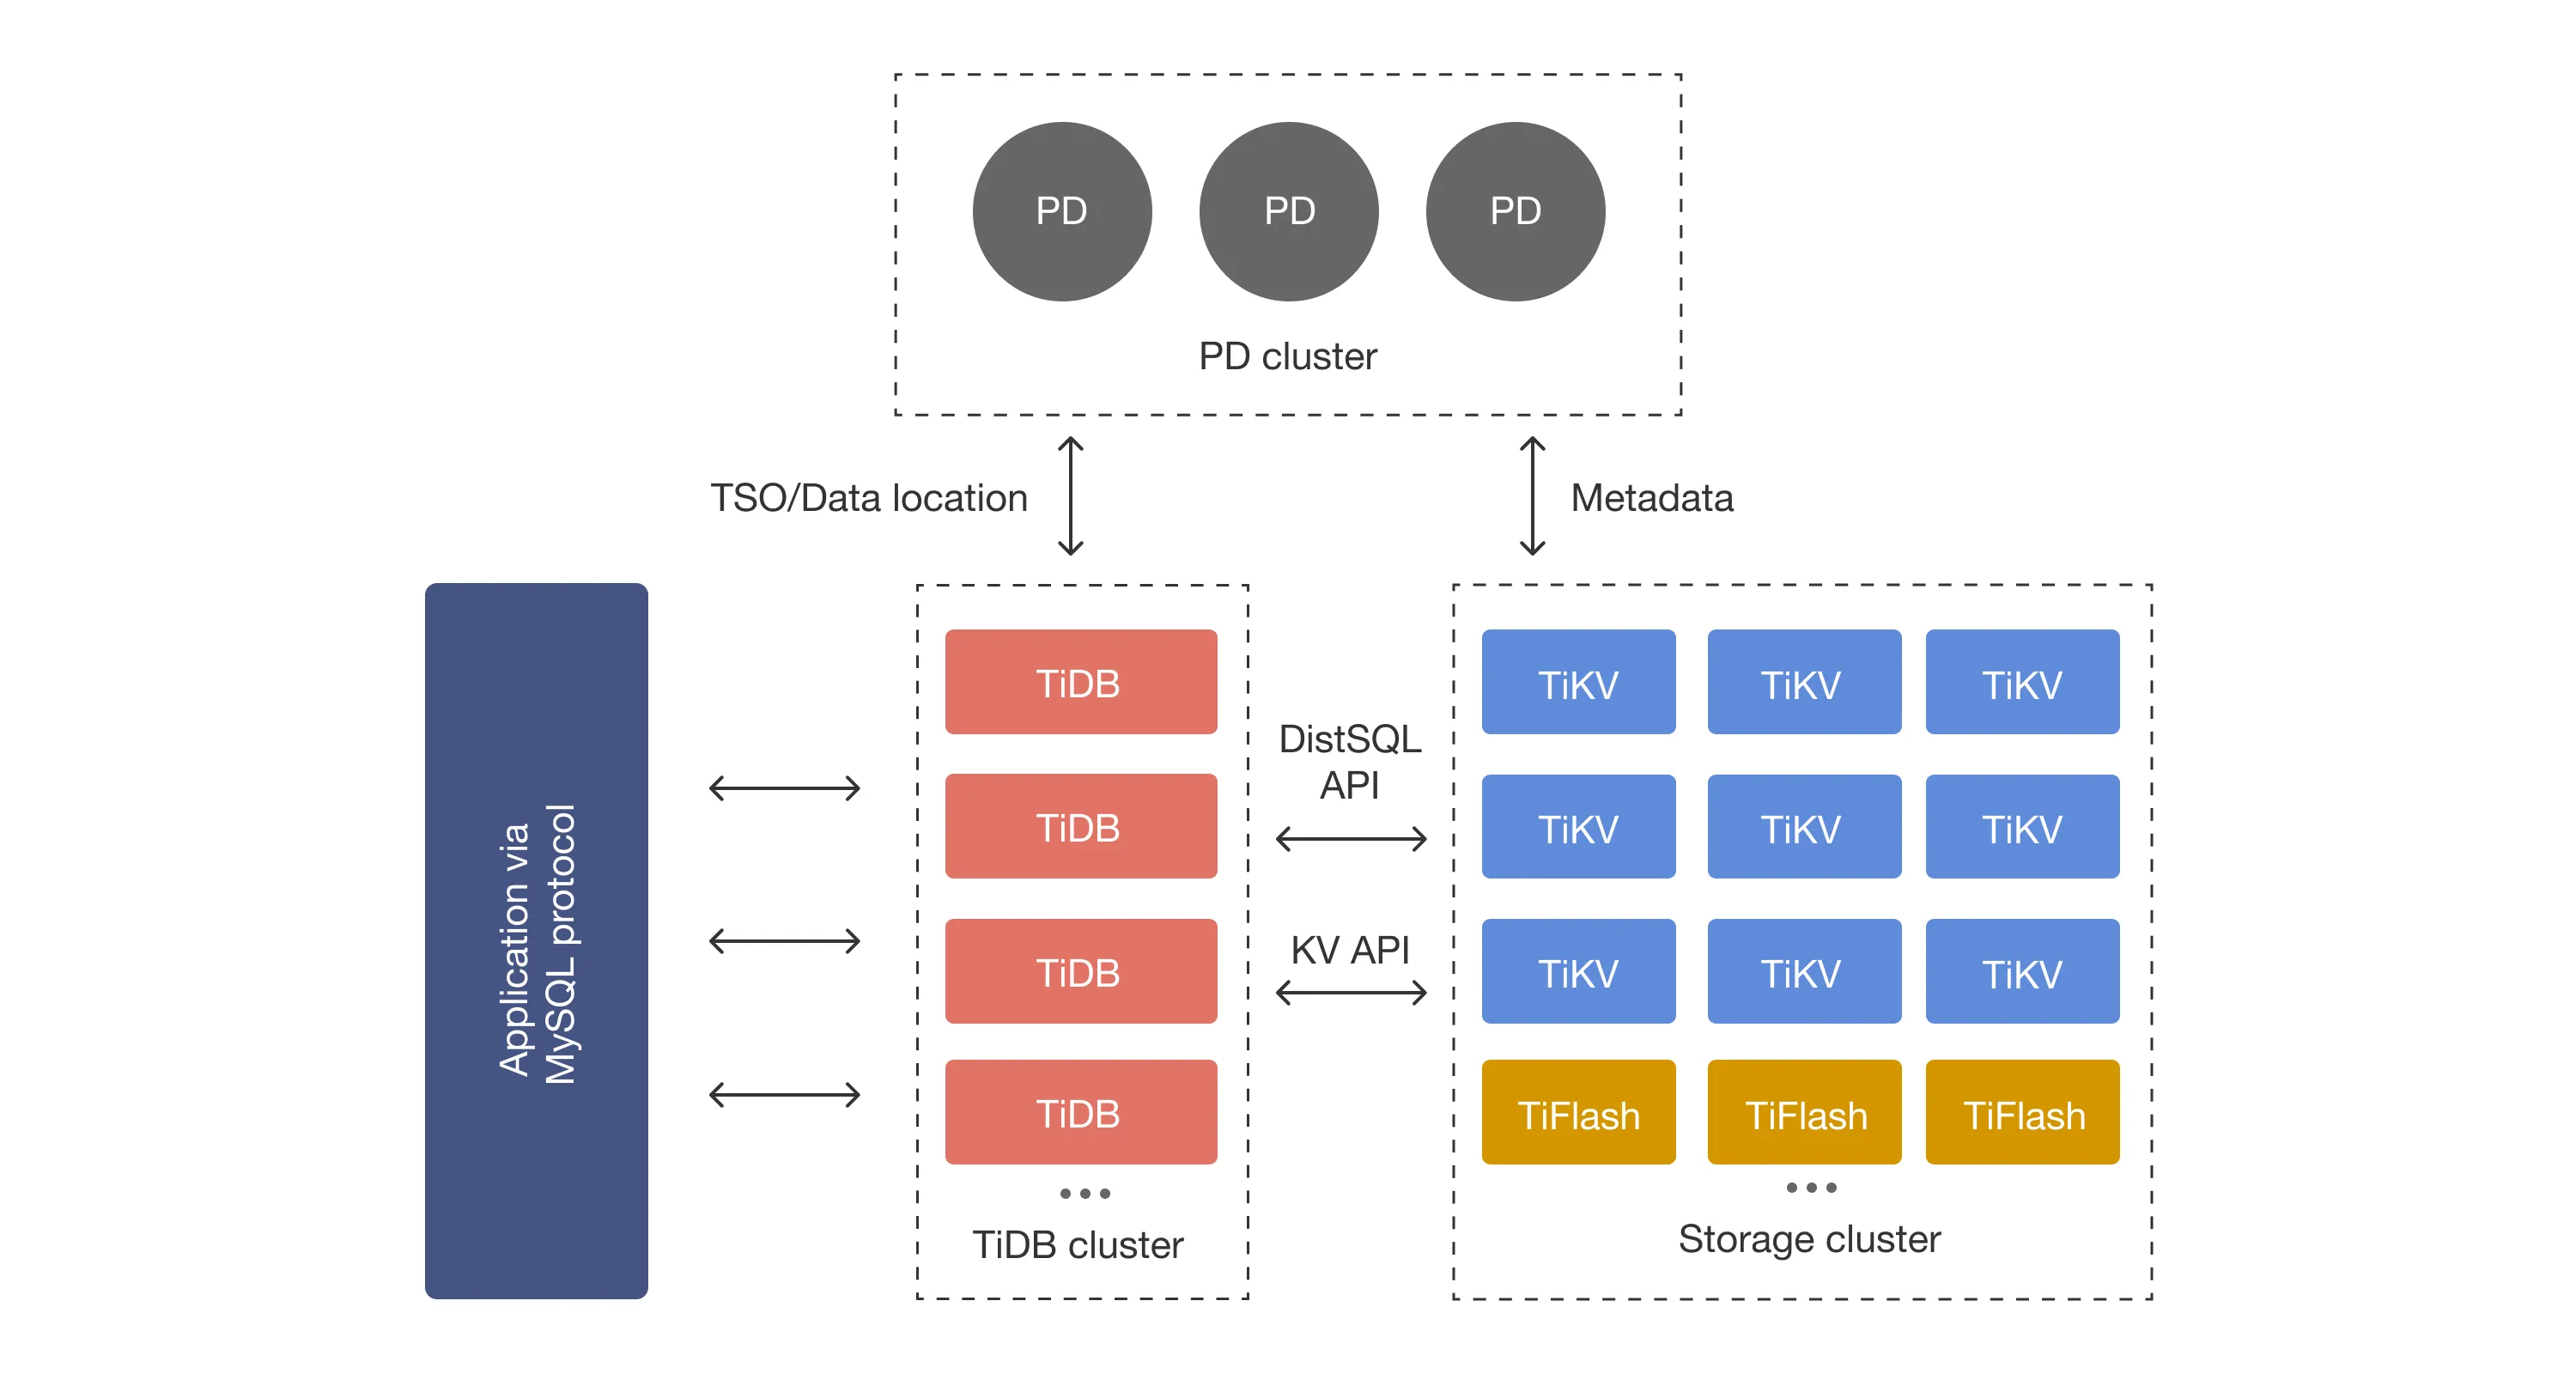 PD
PD
PD
PD cluster
TSO/Data location
Metadata
Application via
MySQL protocol
TiDB
TiDB
TiDB
TiDB
TiDB cluster
DistSQL
API
KV API
TiKV
TiKV
TiKV
TiKV
TiKV
TiKV
TiKV
TiKV
TiKV
TiFlash
TiFlash
TiFlash
Storage cluster